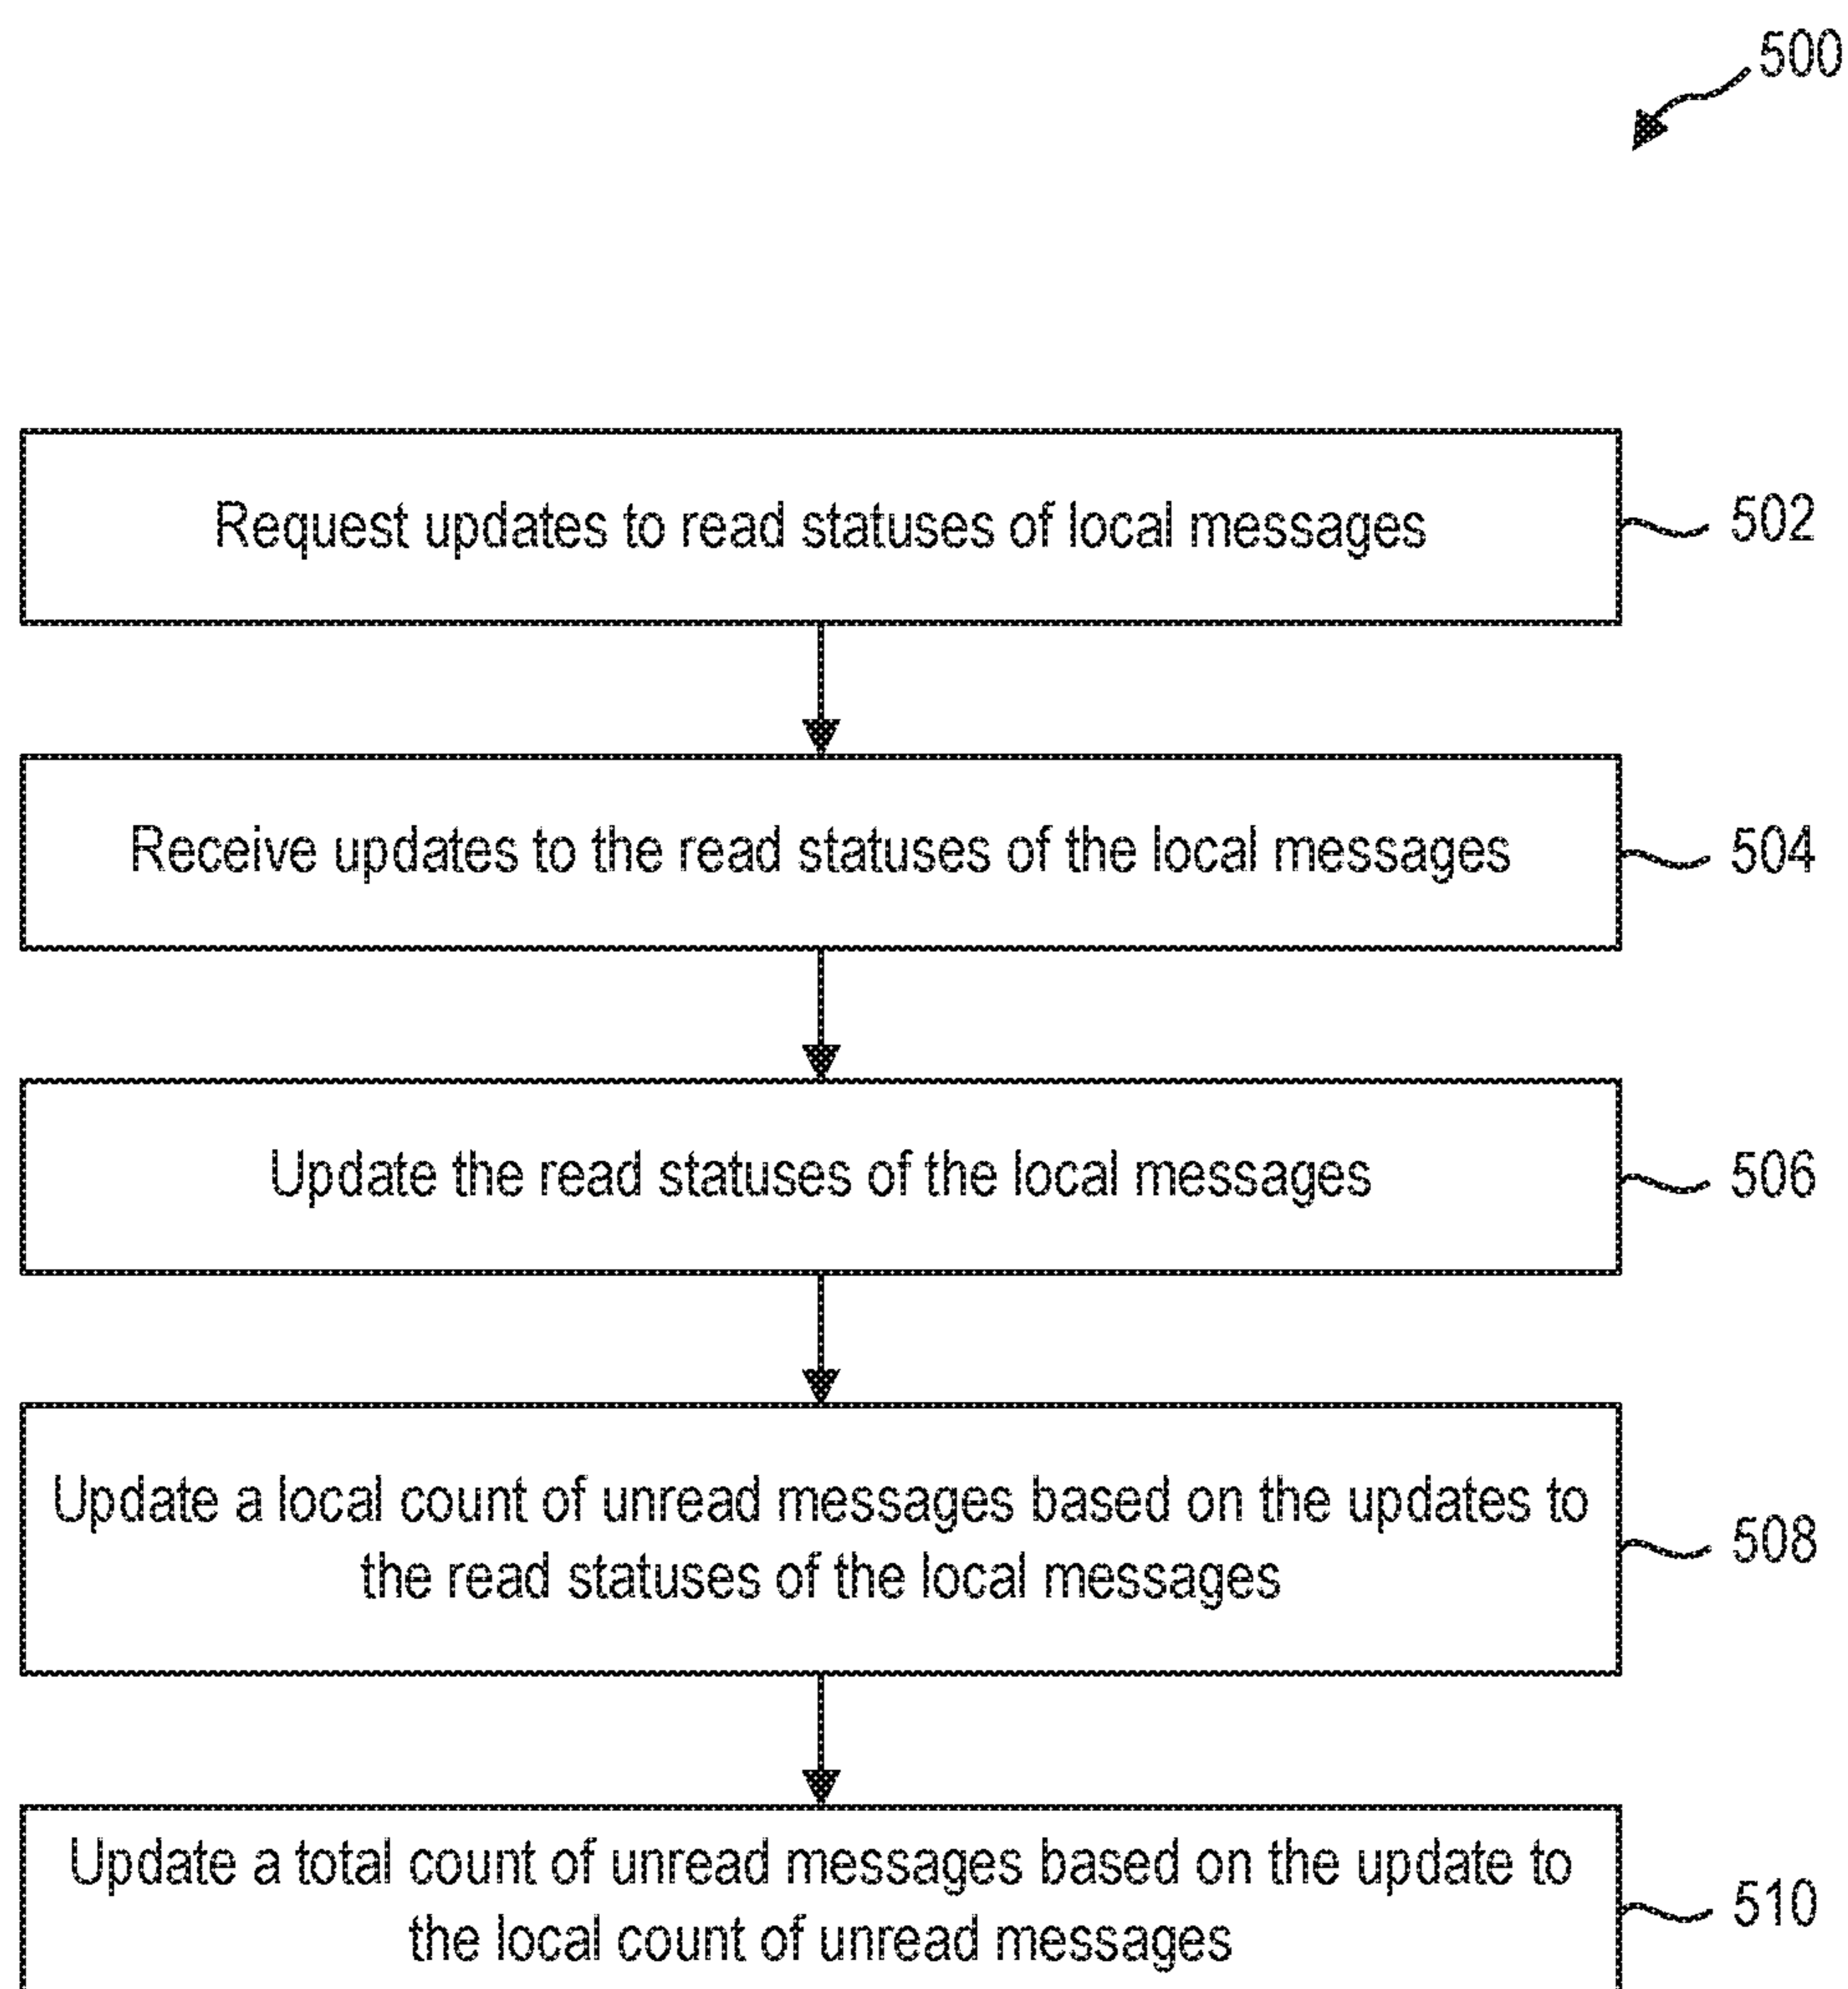 500
Request updates to read statuses of local messages
502
Receive updates to the read statuses of the local messages
504
Update the read statuses of the local messages
506
Update a local count of unread messages based on the updates to
the read statuses of the local messages
508
Update a total count of unread messages based on the update to
the local count of unread messages
510